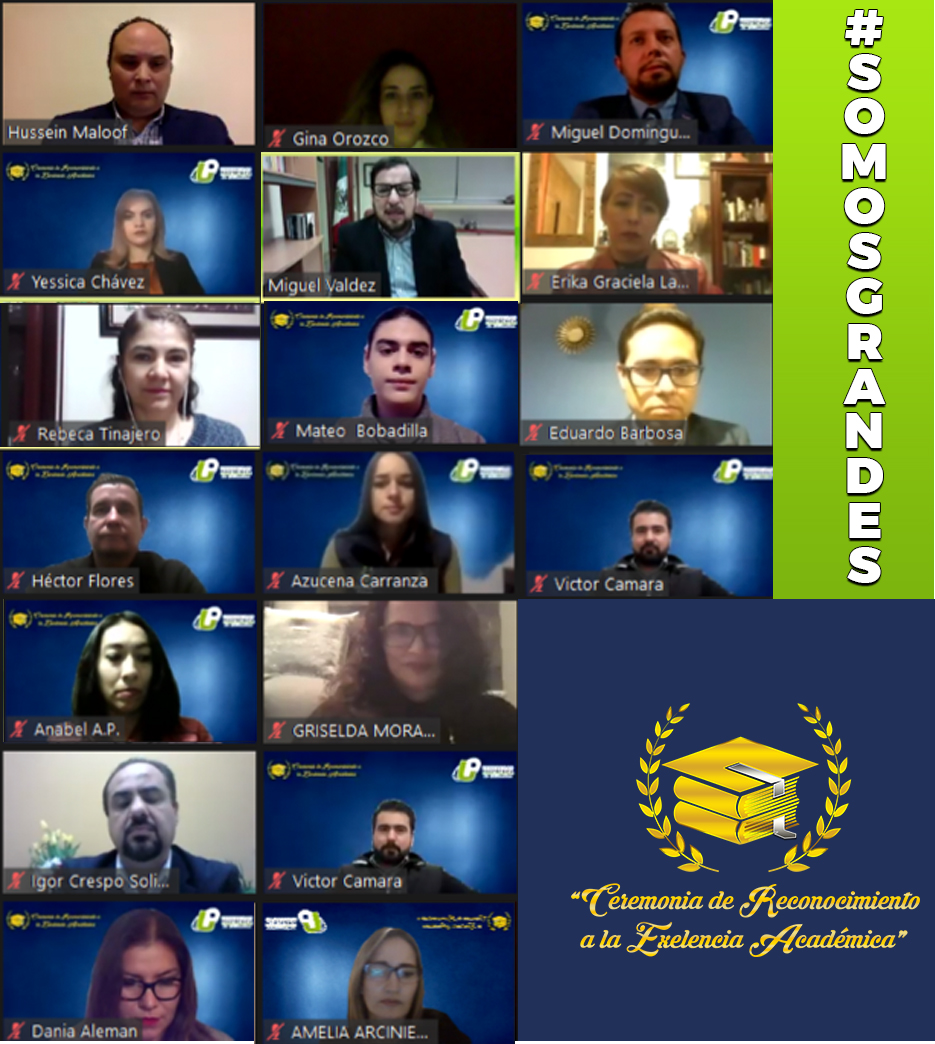 Hussein Maloof
Gina Orozco
Miguel Domingu...
Yessica Chávez
Miguel Valdez
Erika Graciela La...
Rebeca Tinajero
Mateo Bobadilla
Eduardo Barbosa
Héctor Flores
Azucena Carranza
Victor Camara
Anabel A.P.
GRISELDA MORA...
Igor Crespo Soli...
Victor Camara
Dania Aleman
AMELIA ARCINIE...
#SOMOSGRANDES
“Ceremonia de Reconocimiento
a la Exelencia Académica”